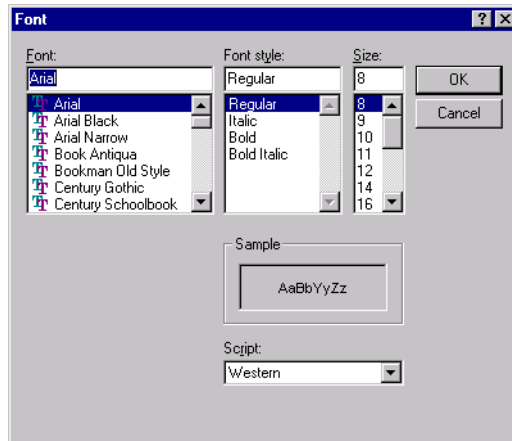 Font
? ×
Font:
Font style:
Size:
Arial
Regular
8
OK
Cancel
Arial
Arial Black
Arial Narrow
Book Antiqua
Bookman Old Style
Century Gothic
Century Schoolbook
Regular
Italic
Bold
Bold Italic
8
9
10
11
12
14
16
Sample
AaBbYyZz
Script:
Western